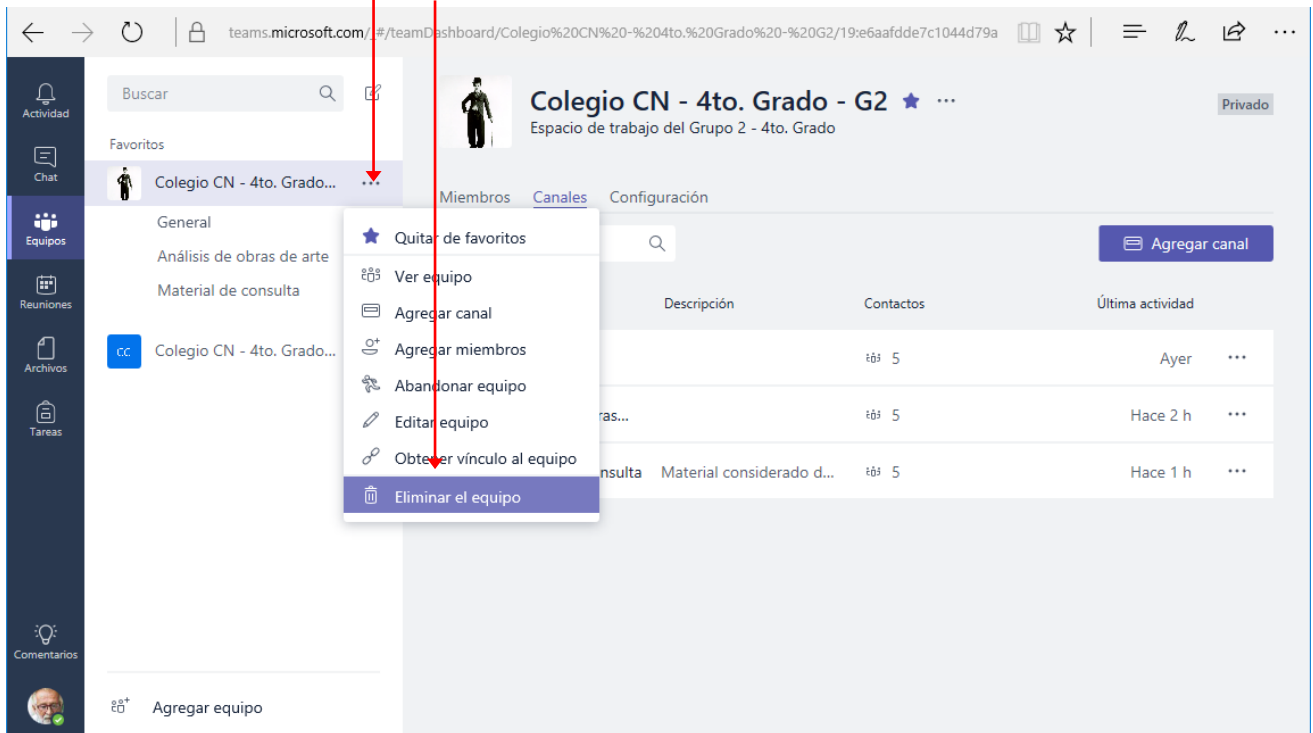 teams.microsoft.com/_#/teamDashboard/Colegio%20CN%20-%204to.%20Grado%20-%20G2/19:e6aafdde7c1044d79a
Actividad
Chat
Equipos
Reuniones
Archivos
Tareas
Comentarios
Buscar
Favoritos
Colegio CN - 4to. Grado... ...
General
Análisis de obras de arte
Material de consulta
CC Colegio CN - 4to. Grado...
Agregar equipo
Quitar de favoritos
Ver equipo
Agregar canal
Agregar miembros
Abandonar equipo
Editar equipo
Obtener vínculo al equipo
Eliminar el equipo
Colegio CN - 4to. Grado - G2 ...
Privado
Espacio de trabajo del Grupo 2 - 4to. Grado
Miembros Canales Configuración
Agregar canal
Descripción Contactos Última actividad
5 Ayer ...
ras... 5 Hace 2 h ...
nsulta Material considerado d... 5 Hace 1 h ...